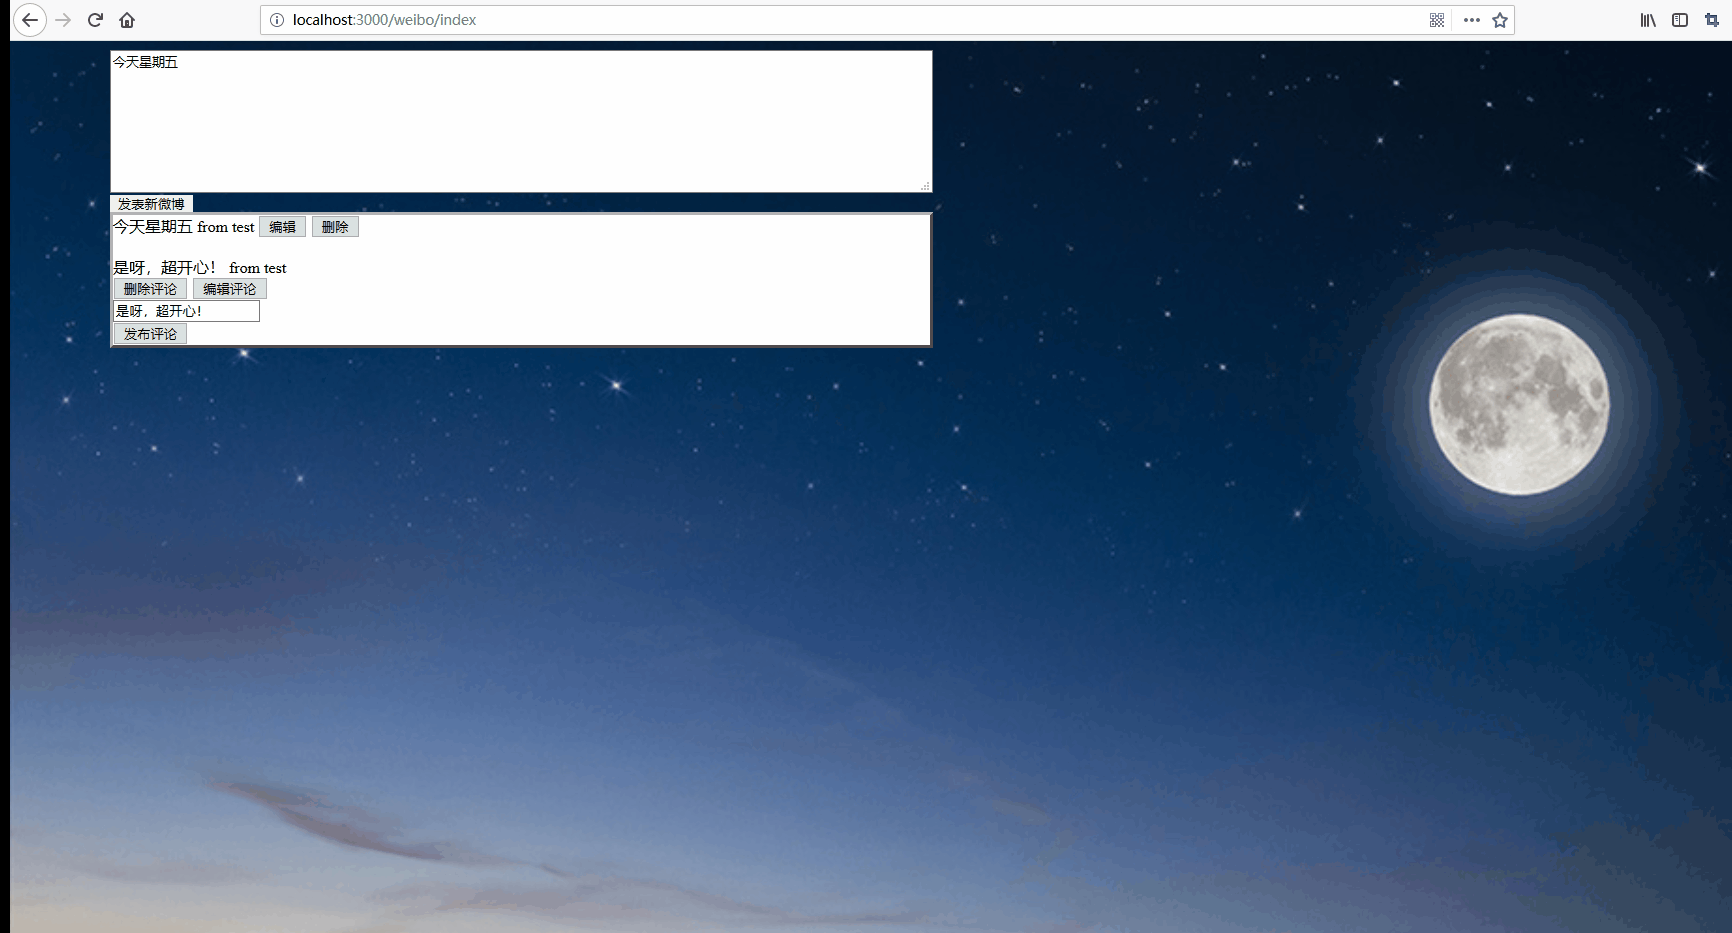 localhost:3000/weibo/index
今天星期五
发表新微博
今天星期五 from test 编辑 删除
是呀，超开心！ from test
删除评论 编辑评论
是呀，超开心！
发布评论